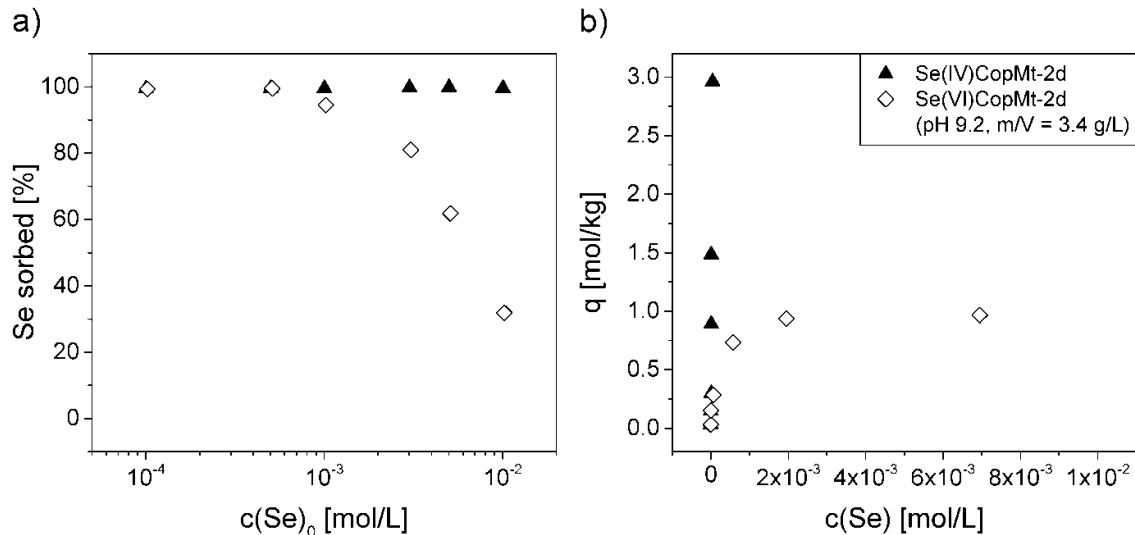 a)
100
80
60
40
20
0
Se sorbed [%]
10⁻⁴
10⁻³
10⁻²
c(Se)₀ [mol/L]
b)
Se(IV)CopMt-2d
Se(VI)CopMt-2d
(pH 9.2, m/V = 3.4 g/L)
3.0
2.5
2.0
1.5
1.0
0.5
0.0
q [mol/kg]
0
2x10⁻³
4x10⁻³
6x10⁻³
8x10⁻³
1x10⁻²
c(Se) [mol/L]